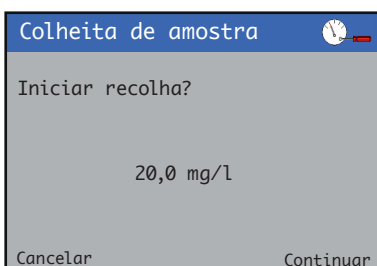 Colheita de amostra
Iniciar recolha?
20,0 mg/l
Cancelar Continuar